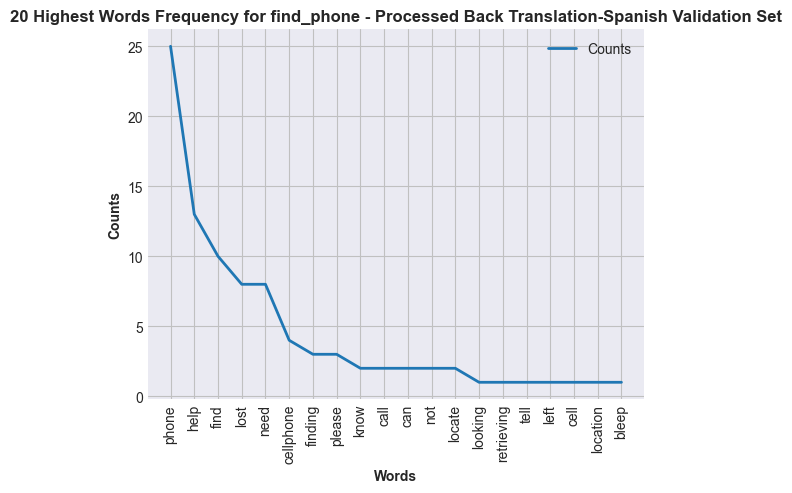 20 Highest Words Frequency for find_phone - Processed Back Translation-Spanish Validation Set
Counts
25
20
15
10
5
0
Counts
phone
help
find
lost
need
cellphone
finding
please
know
call
can
not
locate
looking
retrieving
tell
left
cell
location
bleep
Words